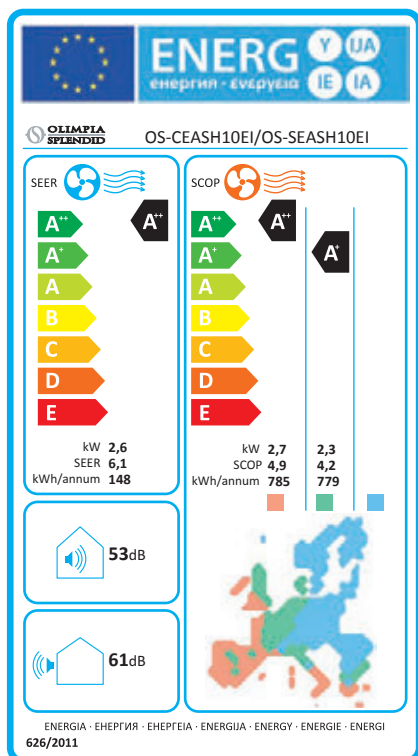 ENERG
енергия · ενεργεια
Y
IJA
IE
IA
OLIMPIA
SPLENDID
OS-CEASH10EI/OS-SEASH10EI
SEER
A++
A++
A+
A
B
C
D
E
kW 2,6
SEER 6,1
kWh/annum 148
SCOP
A++
A++
A+
A+
A
B
C
D
E
kW 2,7 2,3
SCOP 4,9 4,2
kWh/annum 785 779
53dB
61dB
ENERGIA · ЕНЕРГИЯ · ΕΝΕΡΓΕΙΑ · ENERGIJA · ENERGY · ENERGIE · ENERGI
626/2011